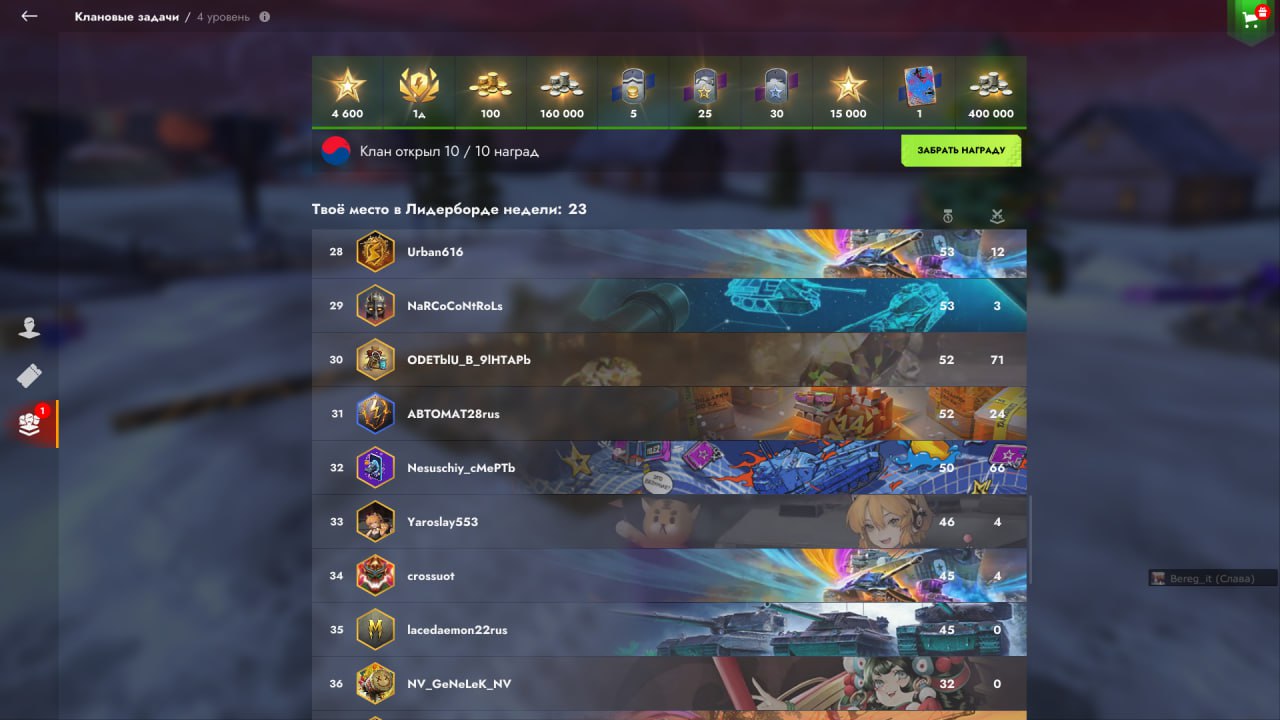 Клановые задачи / 4 уровень
4 600 1д 100 160 000 5 25 30 15 000 1 400 000
Клан открыл 10 / 10 наград ЗАБРАТЬ НАГРАДУ
Твоё место в Лидерборде недели: 23
28 Urban616 53 12
29 NaRCoCoNtRoLs 53 3
30 ODETblU_B_9lHTAPb 52 71
31 ABTOMAT28rus 52 24
32 Nesuschiy_cMePTb 50 66
33 Yaroslay553 46 4
1
34 crossuot 45 4
Bereg_it (Слава)
35 lacedaemon22rus 45 0
36 NV_GeNeLeK_NV 32 0